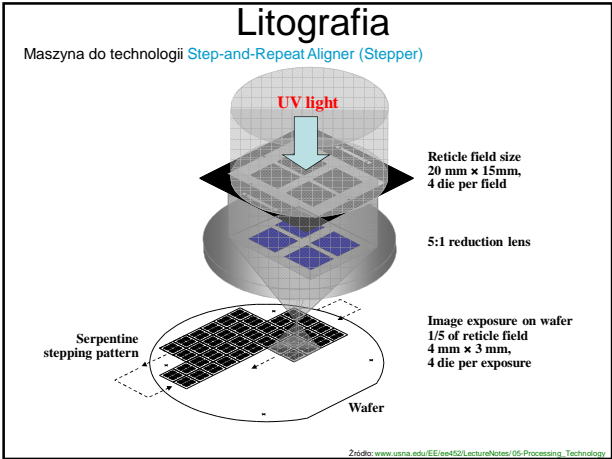 Litografia
Maszyna do technologii Step-and-Repeat Aligner (Stepper)
UV light
Reticle field size
20 mm × 15mm,
4 die per field
5:1 reduction lens
Image exposure on wafer
1/5 of reticle field
4 mm × 3 mm,
4 die per exposure
Serpentine
stepping pattern
Wafer
Źródło: www.usna.edu/EE/ee452/LectureNotes/05-Processing_Technology